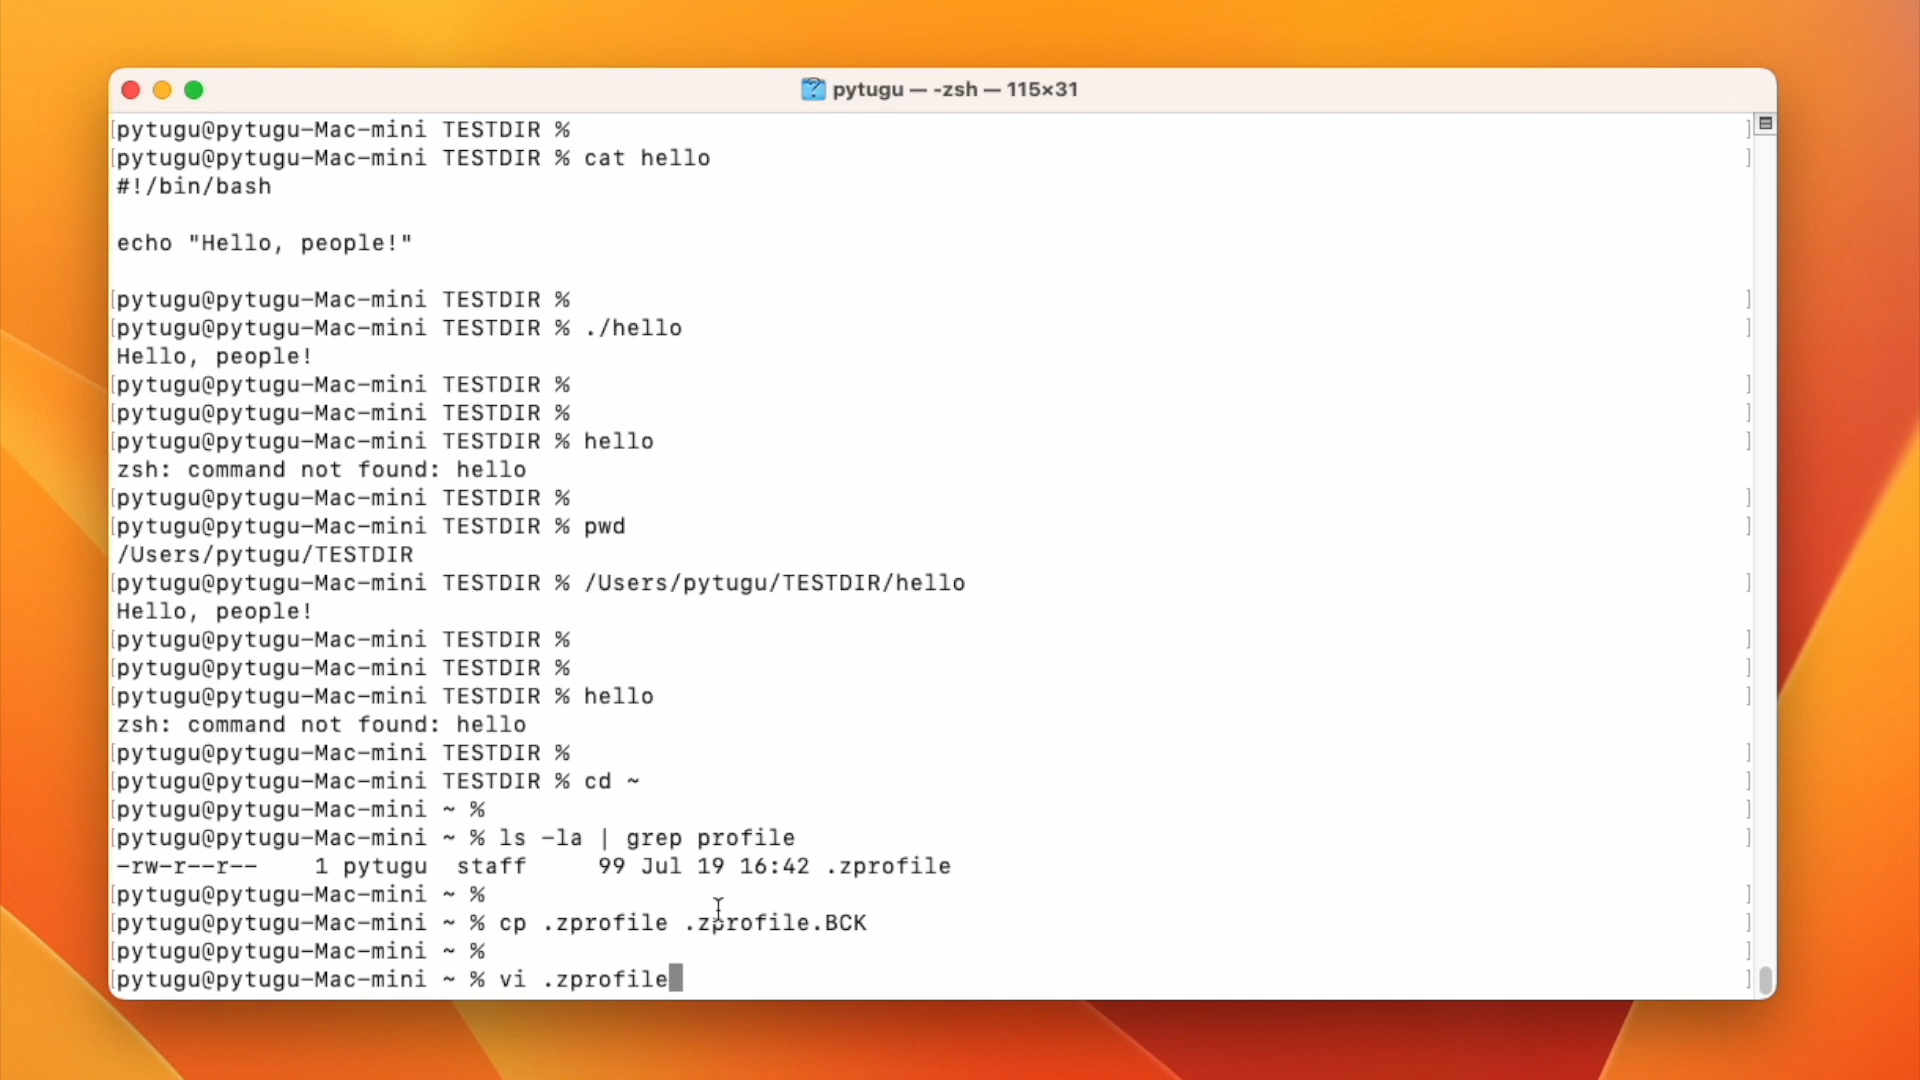 pytugu — -zsh — 115×31
[pytugu@pytugu-Mac-mini TESTDIR % ]
[pytugu@pytugu-Mac-mini TESTDIR % cat hello ]
#!/bin/bash
echo "Hello, people!"
[pytugu@pytugu-Mac-mini TESTDIR % ]
[pytugu@pytugu-Mac-mini TESTDIR % ./hello ]
Hello, people!
[pytugu@pytugu-Mac-mini TESTDIR % ]
[pytugu@pytugu-Mac-mini TESTDIR % ]
[pytugu@pytugu-Mac-mini TESTDIR % hello ]
zsh: command not found: hello
[pytugu@pytugu-Mac-mini TESTDIR % ]
[pytugu@pytugu-Mac-mini TESTDIR % pwd ]
/Users/pytugu/TESTDIR
[pytugu@pytugu-Mac-mini TESTDIR % /Users/pytugu/TESTDIR/hello ]
Hello, people!
[pytugu@pytugu-Mac-mini TESTDIR % ]
[pytugu@pytugu-Mac-mini TESTDIR % ]
[pytugu@pytugu-Mac-mini TESTDIR % hello ]
zsh: command not found: hello
[pytugu@pytugu-Mac-mini TESTDIR % ]
[pytugu@pytugu-Mac-mini TESTDIR % cd ~ ]
[pytugu@pytugu-Mac-mini ~ % ]
[pytugu@pytugu-Mac-mini ~ % ls -la | grep profile ]
-rw-r--r--    1 pytugu  staff     99 Jul 19 16:42 .zprofile
[pytugu@pytugu-Mac-mini ~ % ]
[pytugu@pytugu-Mac-mini ~ % cp .zprofile .zprofile.BCK ]
[pytugu@pytugu-Mac-mini ~ % ]
[pytugu@pytugu-Mac-mini ~ % vi .zprofile ]